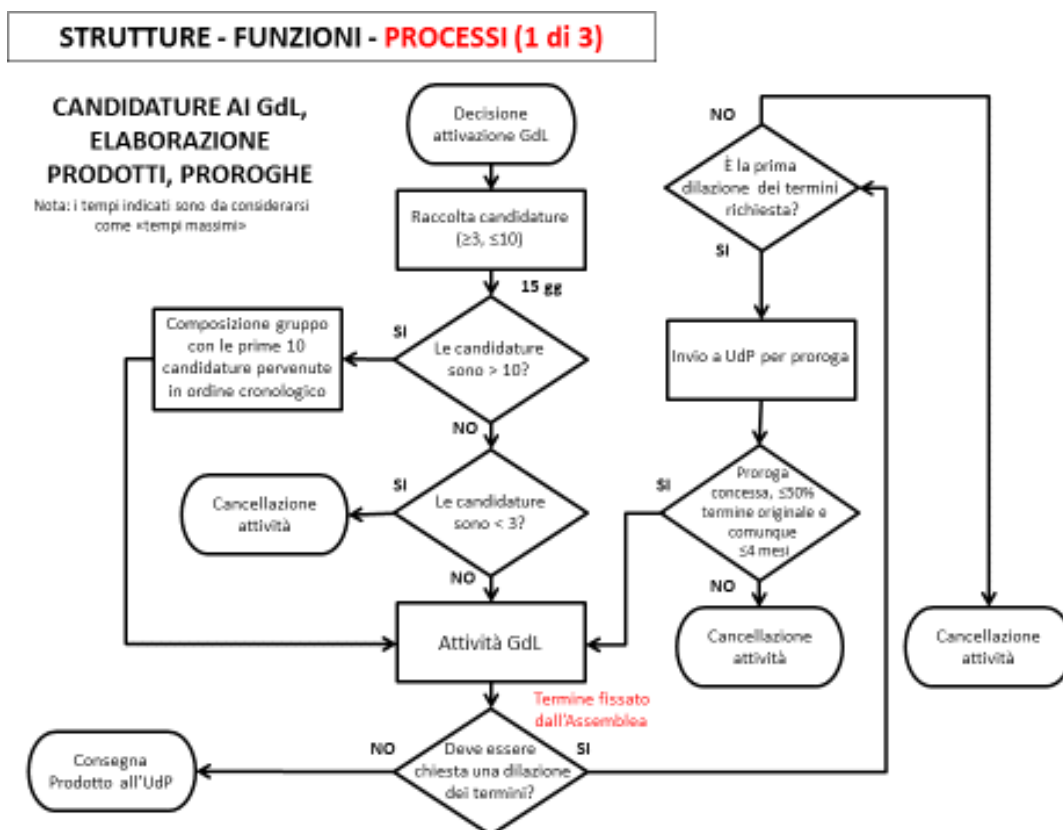 STRUTTURE - FUNZIONI - PROCESSI (1 di 3)
CANDIDATURE AI GdL,
ELABORAZIONE
PRODOTTI, PROROGHE
Nota: i tempi indicati sono da considerarsi
come «tempi massimi»
Decisione
attivazione GdL
Raccolta candidature
(≥3, ≤10)
15 gg
Le candidature
sono > 10?
SI
Composizione gruppo
con le prime 10
candidature pervenute
in ordine cronologico
NO
Le candidature
sono < 3?
SI
Cancellazione
attività
NO
Attività GdL
Termine fissato
dall'Assemblea
Deve essere
chiesta una dilazione
dei termini?
NO
Consegna
Prodotto all'UdP
SI
È la prima
dilazione dei termini
richiesta?
NO
SI
Invio a UdP per proroga
Proroga
concessa, ≤50%
termine originale e
comunque
≤4 mesi
SI
NO
Cancellazione
attività
Cancellazione
attività